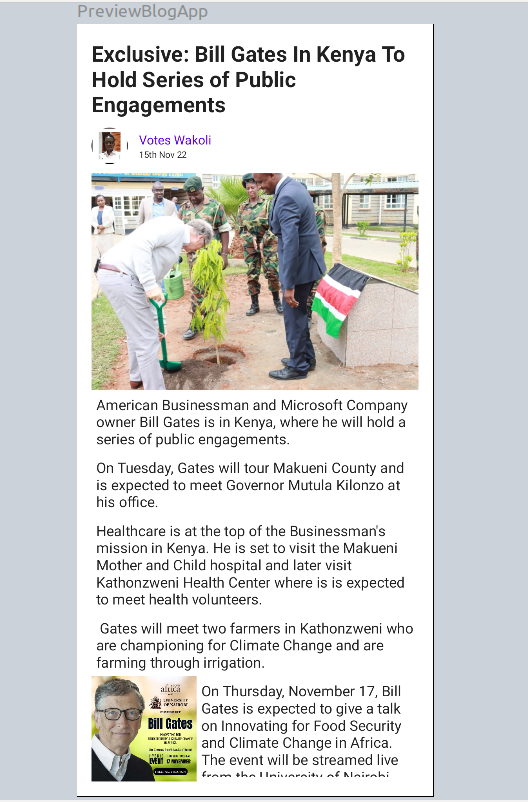 PreviewBlogApp
Exclusive: Bill Gates In Kenya To
Hold Series of Public
Engagements
Votes Wakoli
15th Nov 22
American Businessman and Microsoft Company
owner Bill Gates is in Kenya, where he will hold a
series of public engagements.
On Tuesday, Gates will tour Makueni County and
is expected to meet Governor Mutula Kilonzo at
his office.
Healthcare is at the top of the Businessman's
mission in Kenya. He is set to visit the Makueni
Mother and Child hospital and later visit
Kathonzweni Health Center where is is expected
to meet health volunteers.
Gates will meet two farmers in Kathonzweni who
are championing for Climate Change and are
farming through irrigation.
africa
Bill Gates
EVENT
17 NOVEMBER
On Thursday, November 17, Bill
Gates is expected to give a talk
on Innovating for Food Security
and Climate Change in Africa.
The event will be streamed live
from the University of Nairobi